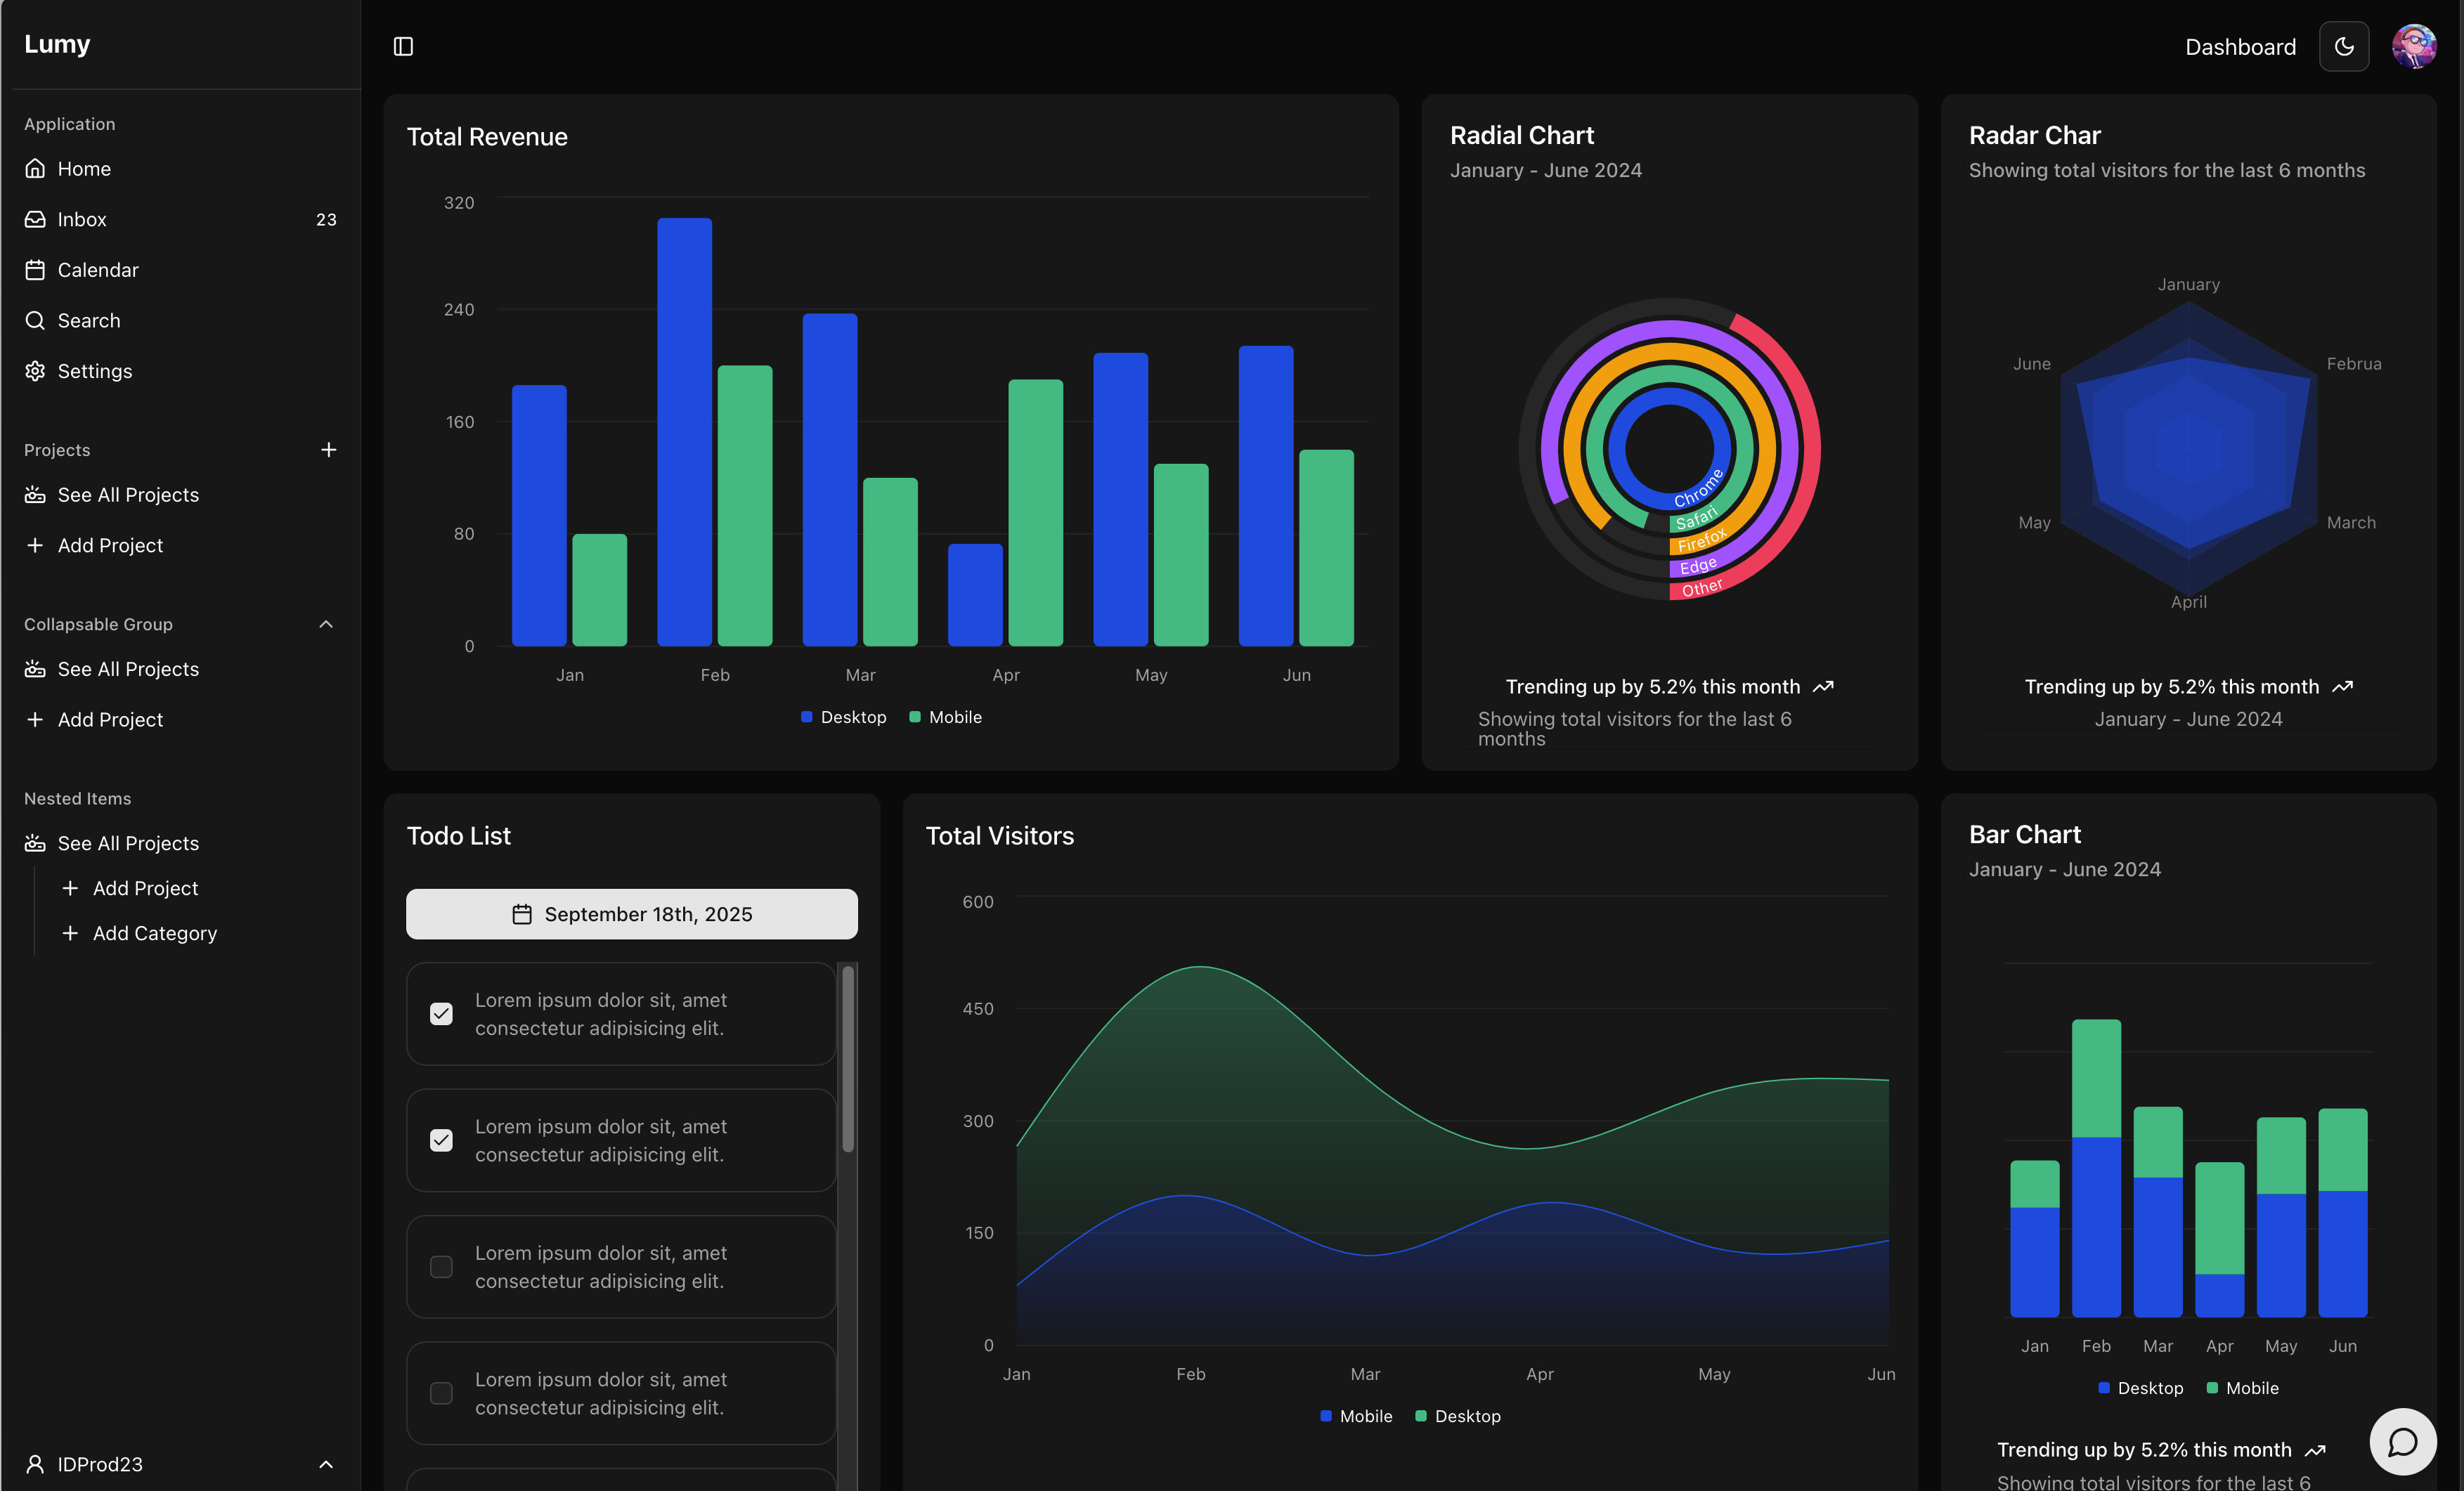 Lumy
Application
Home
Inbox 23
Calendar
Search
Settings
Projects
See All Projects
Add Project
Collapsable Group
See All Projects
Add Project
Nested Items
See All Projects
Add Project
Add Category
IDProd23
Dashboard
Total Revenue
320
240
160
80
0
Jan Feb Mar Apr May Jun
Desktop Mobile
Radial Chart
January - June 2024
Chrome
Safari
Firefox
Edge
Other
Trending up by 5.2% this month
Showing total visitors for the last 6
months
Radar Char
Showing total visitors for the last 6 months
January
June Februa
May March
April
Trending up by 5.2% this month
January - June 2024
Todo List
September 18th, 2025
Lorem ipsum dolor sit, amet
consectetur adipisicing elit.
Lorem ipsum dolor sit, amet
consectetur adipisicing elit.
Lorem ipsum dolor sit, amet
consectetur adipisicing elit.
Lorem ipsum dolor sit, amet
consectetur adipisicing elit.
Total Visitors
600
450
300
150
0
Jan Feb Mar Apr May Jun
Mobile Desktop
Bar Chart
January - June 2024
Jan Feb Mar Apr May Jun
Desktop Mobile
Trending up by 5.2% this month
Showing total visitors for the last 6